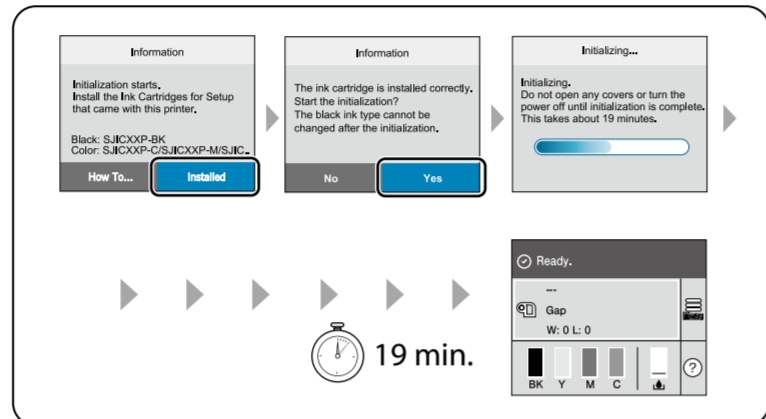 Information
Initialization starts.
Install the Ink Cartridges for Setup
that came with this printer.
Black: SJICXXP-BK
Color: SJICXXP-C/SJICXXP-M/SJIC..
How To...
Installed
Information
The ink cartridge is installed correctly.
Start the initialization?
The black ink type cannot be
changed after the initialization.
No
Yes
Initializing...
Initializing.
Do not open any covers or turn the
power off until initialization is complete.
This takes about 19 minutes.
19 min.
Ready.
--
Gap
W: 0 L: 0
BK Y M C
?